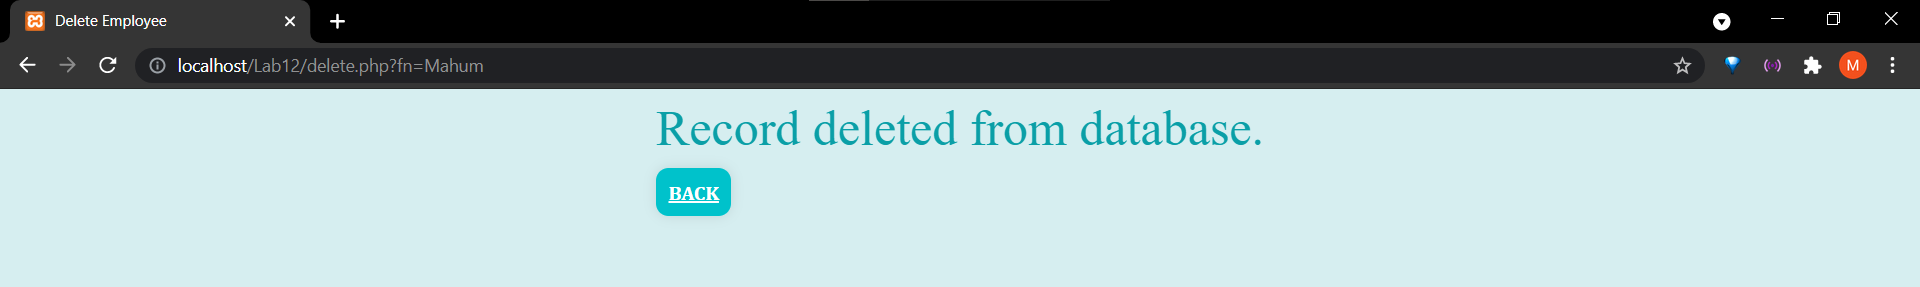 Delete Employee
localhost/Lab12/delete.php?fn=Mahum
M
Record deleted from database.
BACK